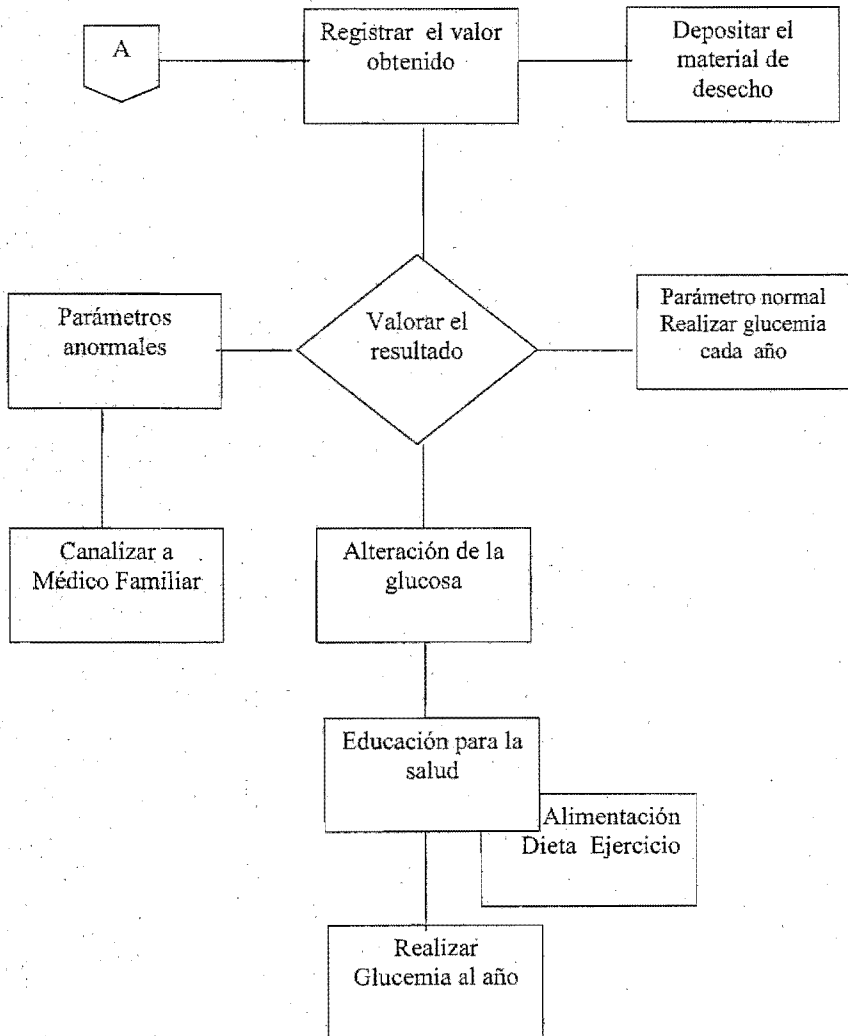 A
Registrar el valor
obtenido
Depositar el
material de
desecho
Parámetros
anormales
Valorar el
resultado
Parámetro normal
Realizar glucemia
cada año
Canalizar a
Médico Familiar
Alteración de la
glucosa
Educación para la
salud
Alimentación
Dieta Ejercicio
Realizar
Glucemia al año